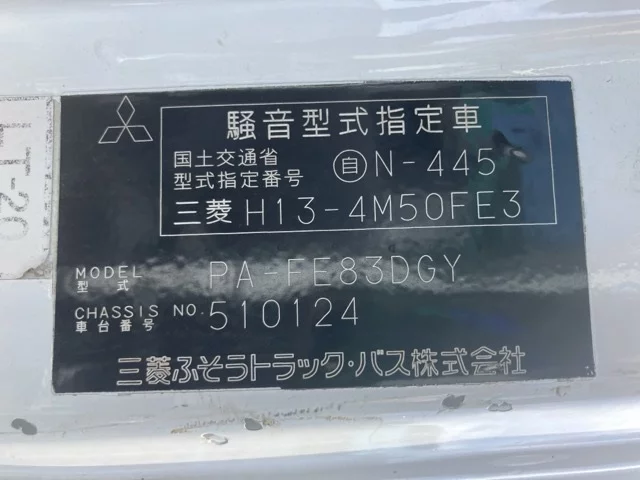 騒音型式指定車
国土交通省
型式指定番号 自N-445
三菱 H13-4M50FE3
MODEL
型式 PA-FE83DGY
CHASSIS NO.
車台番号 510124
三菱ふそうトラック・バス株式会社
LT-20